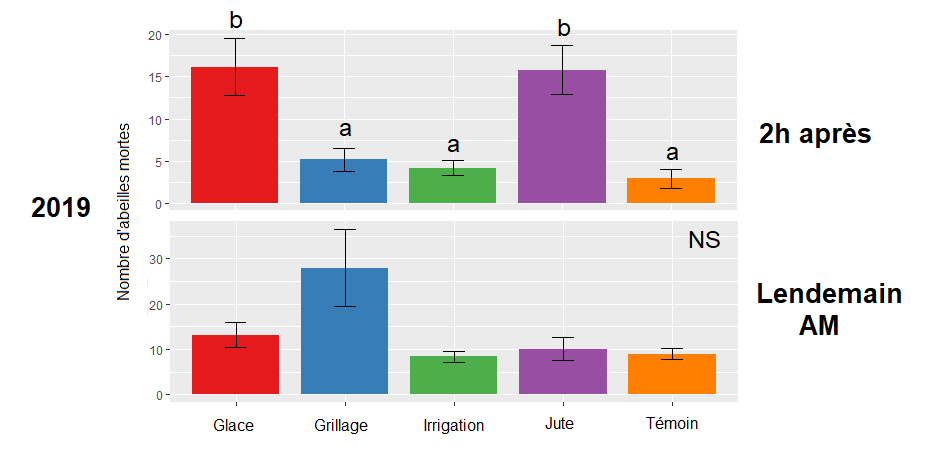 2019
Nombre d'abeilles mortes
20
15
10
5
0
b
a
a
b
a
2h après
30
20
10
0
NS
Lendemain
AM
Glace
Grillage
Irrigation
Jute
Témoin